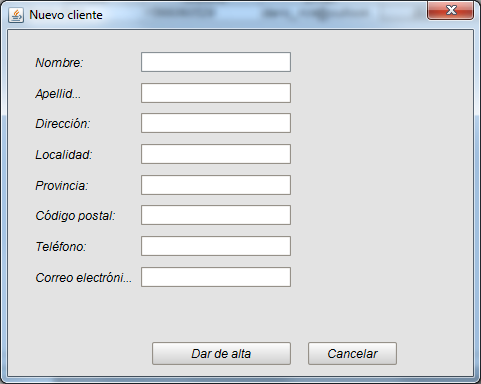 Nuevo cliente
Nombre:
Apellid...
Dirección:
Localidad:
Provincia:
Código postal:
Teléfono:
Correo electróni...
Dar de alta
Cancelar